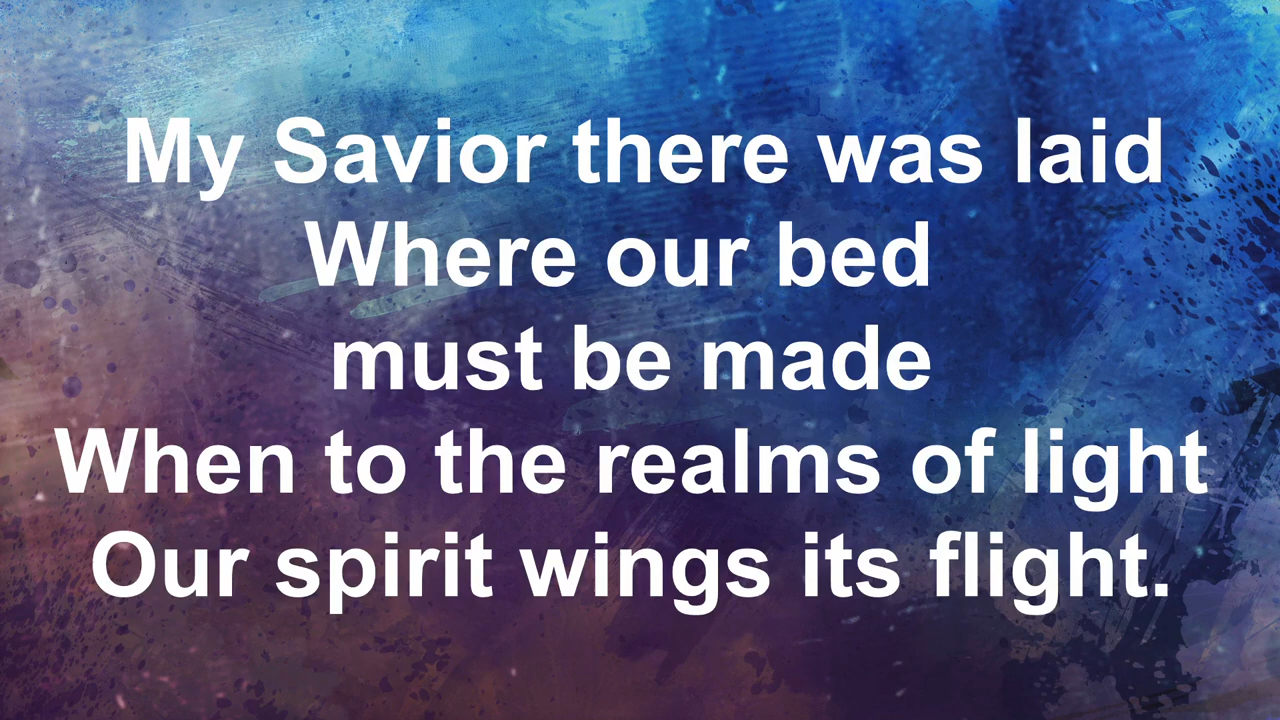 My Savior there was laid
Where our bed
must be made
When to the realms of light
Our spirit wings its flight.